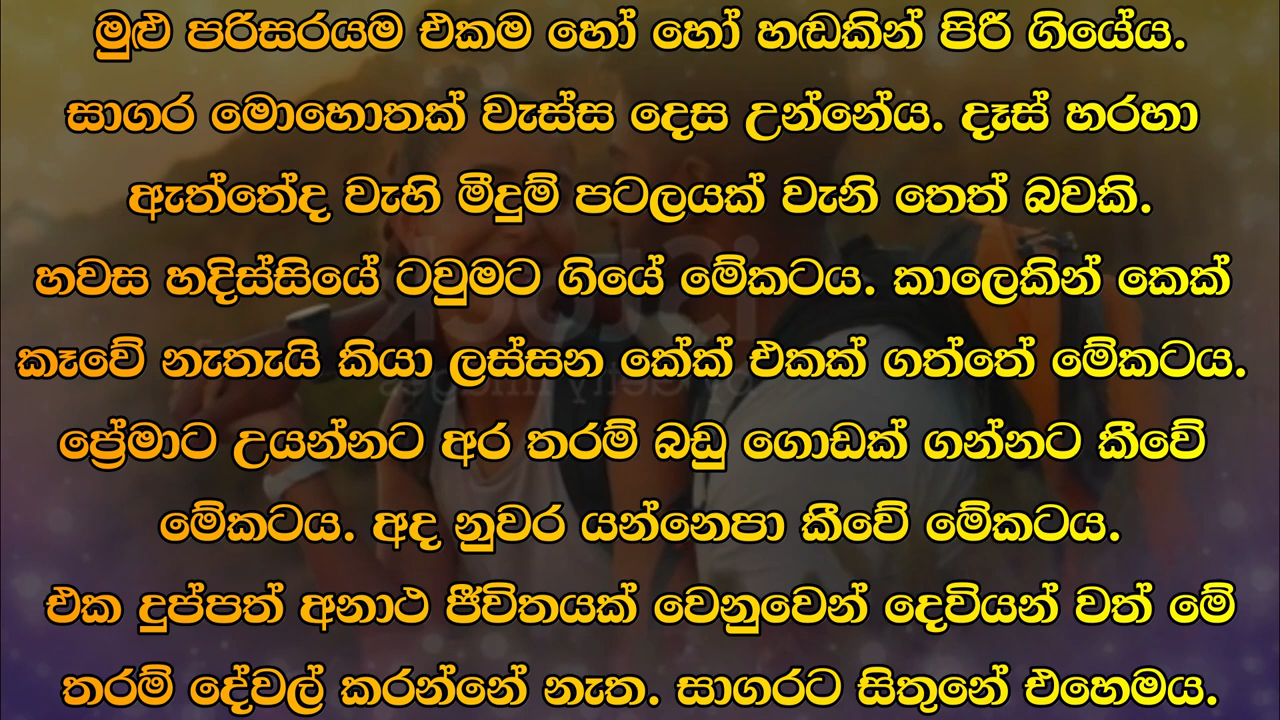 මුළු පරිසරයම එකම හෝ හෝ හඬකින් පිරී ගියේය.
සාගර මොහොතක් වැස්ස දෙස උන්නේය. දෑස් හරහා
ඇත්තේද වැහි මීදුම් පටලයක් වැනි තෙත් බවකි.
හවස හදිස්සියේ ටවුමට ගියේ මේකටය. කාලෙකින් කෙක්
කෑවේ නැතැයි කියා ලස්සන කේක් එකක් ගත්තේ මේකටය.
ප්‍රේමාට උයන්නට අර තරම් බඩු ගොඩක් ගන්නට කීවේ
මේකටය. අද නුවර යන්නෙපා කීවේ මේකටය.
එක දුප්පත් අනාථ ජීවිතයක් වෙනුවෙන් දෙවියන් වත් මේ
තරම් දේවල් කරන්නේ නැත. සාගරට සිතුනේ එහෙමය.